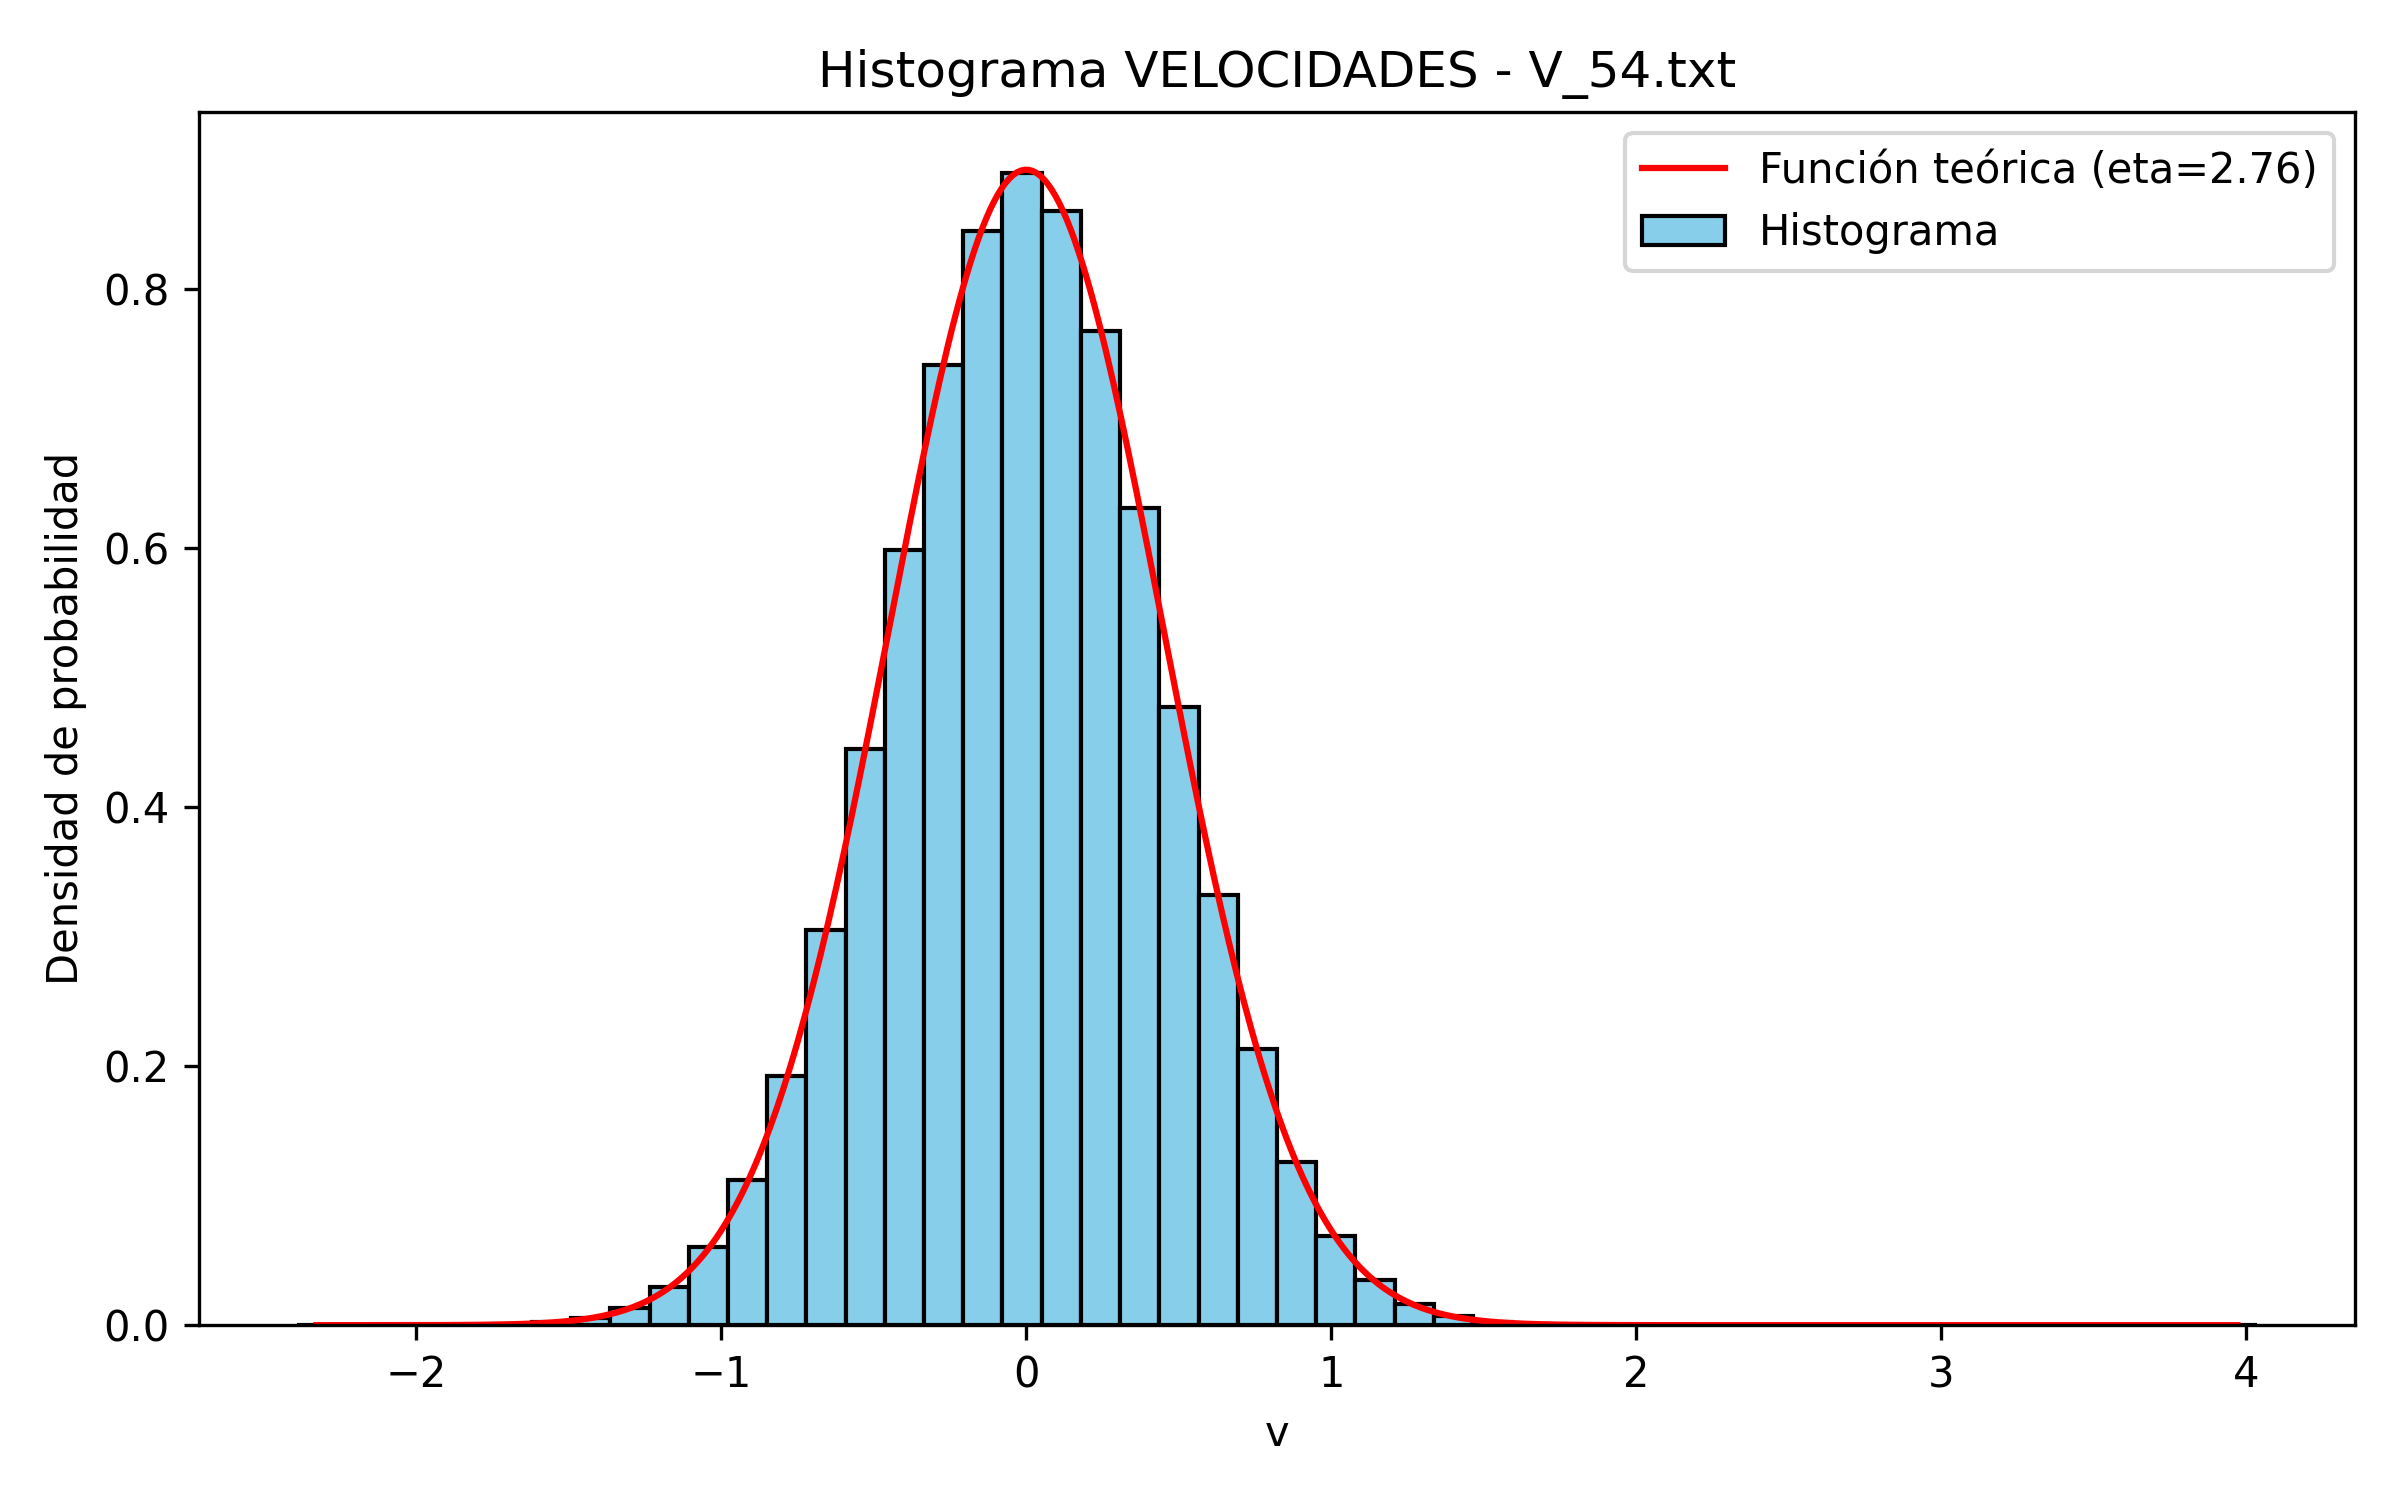 Histograma VELOCIDADES - V_54.txt
Función teórica (eta=2.76)
Histograma
Densidad de probabilidad
0.8
0.6
0.4
0.2
0.0
−2
−1
0
1
2
3
4
v